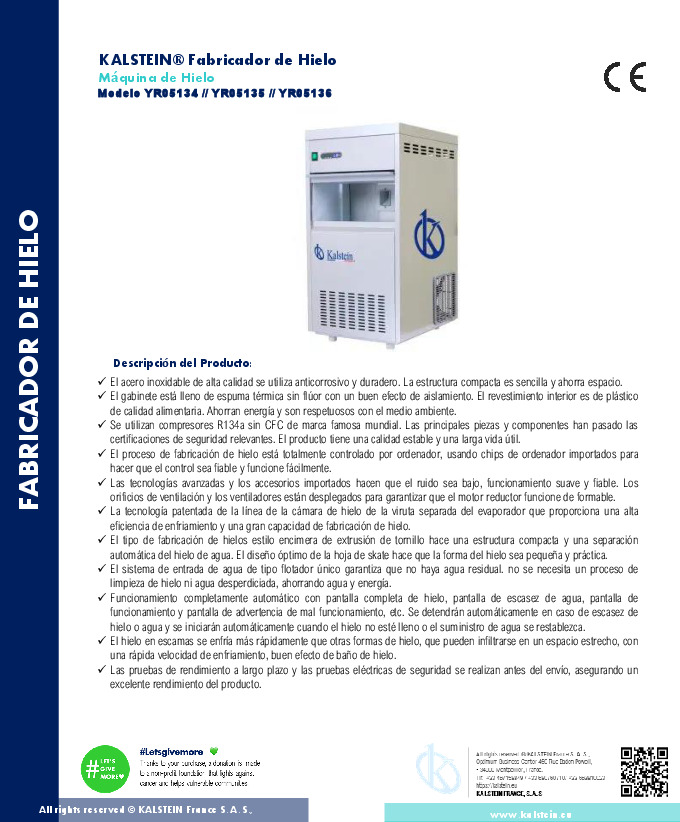 KALSTEIN® Fabricador de Hielo
Máquina de Hielo
Modelo YR05134 // YR05135 // YR05136
FABRICADOR DE HIELO
Kalstein
Descripción del Producto:
✓ El acero inoxidable de alta calidad se utiliza anticorrosivo y duradero. La estructura compacta es sencilla y ahorra espacio.
✓ El gabinete está lleno de espuma térmica sin flúor con un buen efecto de aislamiento. El revestimiento interior es de plástico
de calidad alimentaria. Ahorran energía y son respetuosos con el medio ambiente.
✓ Se utilizan compresores R134a sin CFC de marca famosa mundial. Las principales piezas y componentes han pasado las
certificaciones de seguridad relevantes. El producto tiene una calidad estable y una larga vida útil.
✓ El proceso de fabricación de hielo está totalmente controlado por ordenador, usando chips de ordenador importados para
hacer que el control sea fiable y funcione fácilmente.
✓ Las tecnologías avanzadas y los accesorios importados hacen que el ruido sea bajo, funcionamiento suave y fiable. Los
orificios de ventilación y los ventiladores están desplegados para garantizar que el motor reductor funcione de formable.
✓ La tecnología patentada de la línea de la cámara de hielo de la viruta separada del evaporador que proporciona una alta
eficiencia de enfriamiento y una gran capacidad de fabricación de hielo.
✓ El tipo de fabricación de hielos estilo encimera de extrusión de tornillo hace una estructura compacta y una separación
automática del hielo de agua. El diseño óptimo de la hoja de skate hace que la forma del hielo sea pequeña y práctica.
✓ El sistema de entrada de agua de tipo flotador único garantiza que no haya agua residual. no se necesita un proceso de
limpieza de hielo ni agua desperdiciada, ahorrando agua y energía.
✓ Funcionamiento completamente automático con pantalla completa de hielo, pantalla de escasez de agua, pantalla de
funcionamiento y pantalla de advertencia de mal funcionamiento, etc. Se detendrán automáticamente en caso de escasez de
hielo o agua y se iniciarán automáticamente cuando el hielo no esté lleno o el suministro de agua se restablezca.
✓ El hielo en escamas se enfría más rápidamente que otras formas de hielo, que pueden infiltrarse en un espacio estrecho, con
una rápida velocidad de enfriamiento, buen efecto de baño de hielo.
✓ Las pruebas de rendimiento a largo plazo y las pruebas eléctricas de seguridad se realizan antes del envío, asegurando un
excelente rendimiento del producto.
# LET'S
GIVE
MORE
#Letsgivemore
Thanks to your purchase, a donation is made
to a non-profit foundation that fights against
cancer and helps vulnerable communities
All rights reserved © KALSTEIN France S. A. S.,
https://kalstein.eu
KALSTEIN FRANCE, S. A. S
All rights reserved © KALSTEIN France S. A. S.,
www.kalstein.eu